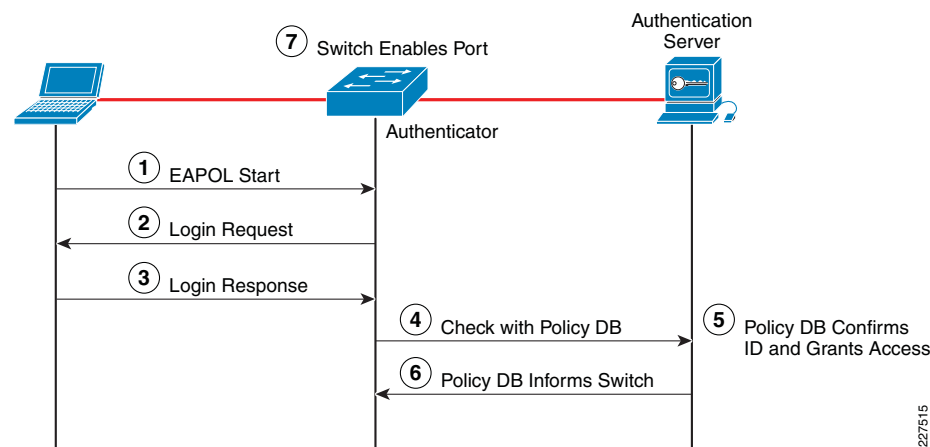 Authentication
Server
7 Switch Enables Port
Authenticator
1 EAPOL Start
2 Login Request
3 Login Response
4 Check with Policy DB
5 Policy DB Confirms
ID and Grants Access
6 Policy DB Informs Switch
227515